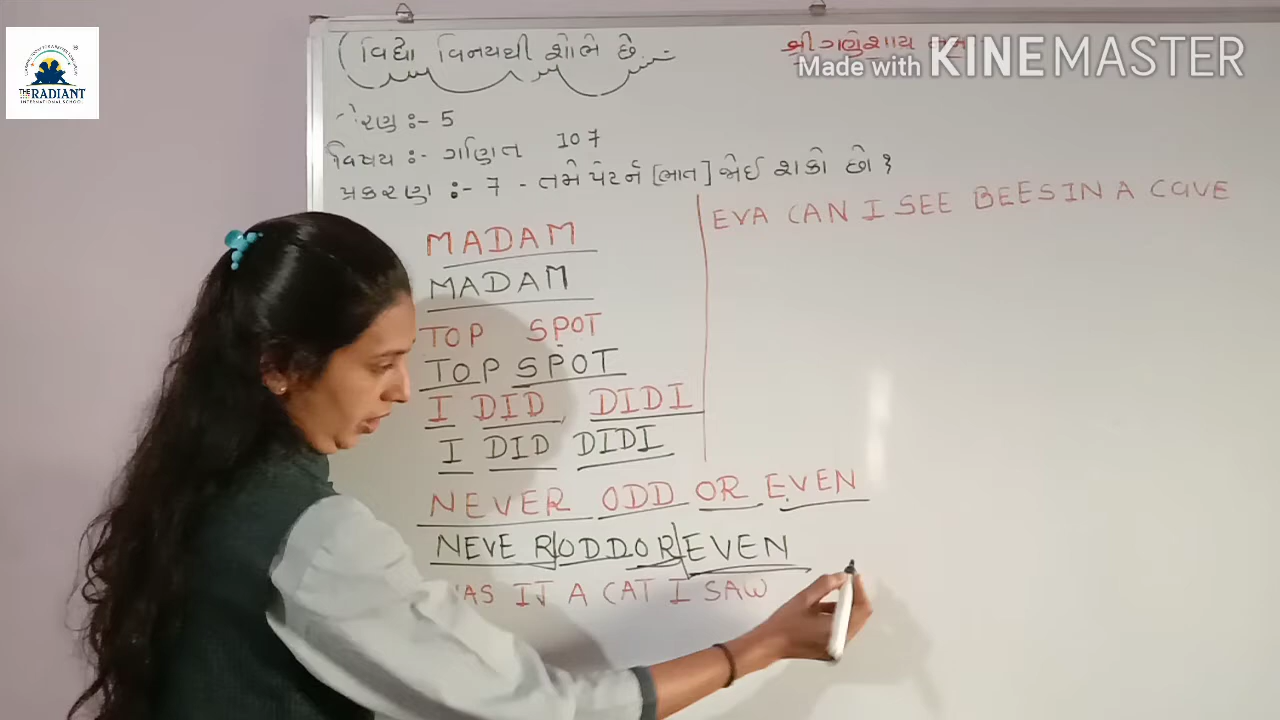 THE RADIANT
INTERNATIONAL SCHOOL
Made with KINEMASTER
શ્રી ગણેશાય
વિદ્યા વિનયથી શોભે છે
રણ :- 5
વિષય :- ગણિત 107
પ્રકરણ :- 7 - તમે પેટર્ન [ભાત] જોઈ શકો છો?
MADAM
MADAM
TOP SPOT
TOP SPOT
I DID, DIDI
I DID DIDI
NEVER ODD OR EVEN
NEVE R ODD OR EVEN
AS IT A CAT I SAW
EVA CAN I SEE BEES IN A CAVE